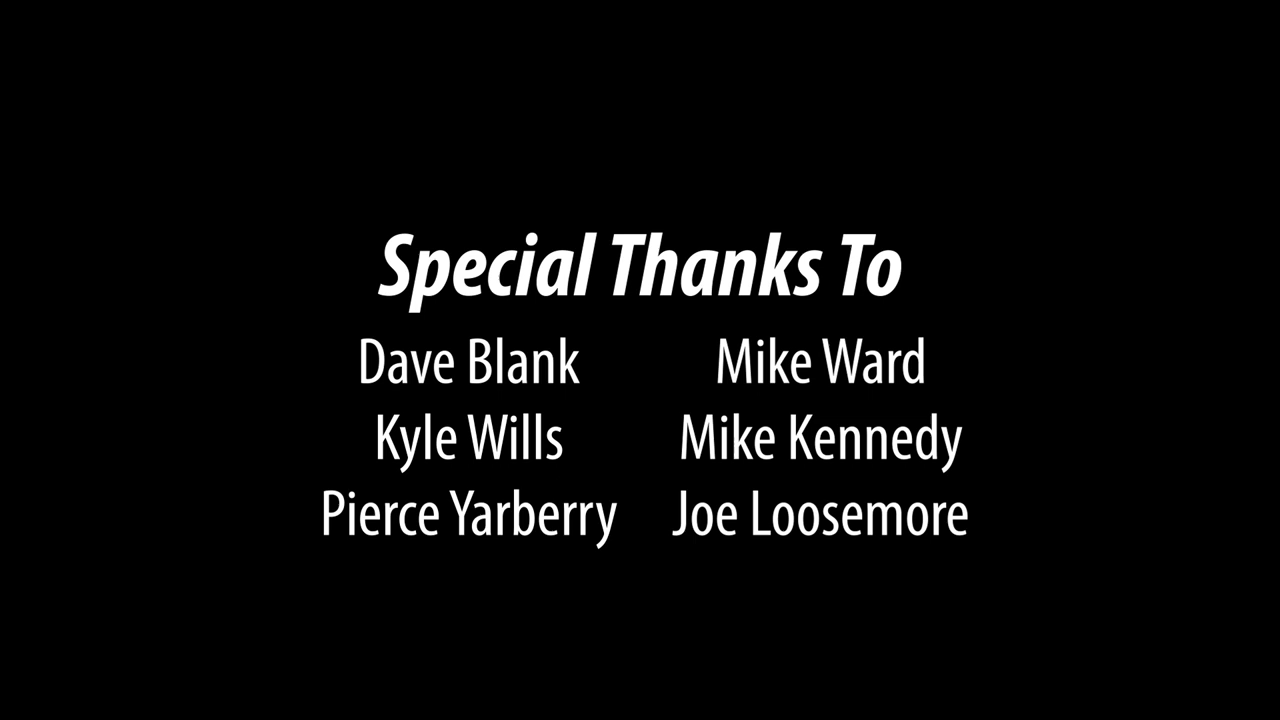 Special Thanks To
Dave Blank Mike Ward
Kyle Wills Mike Kennedy
Pierce Yarberry Joe Loosemore